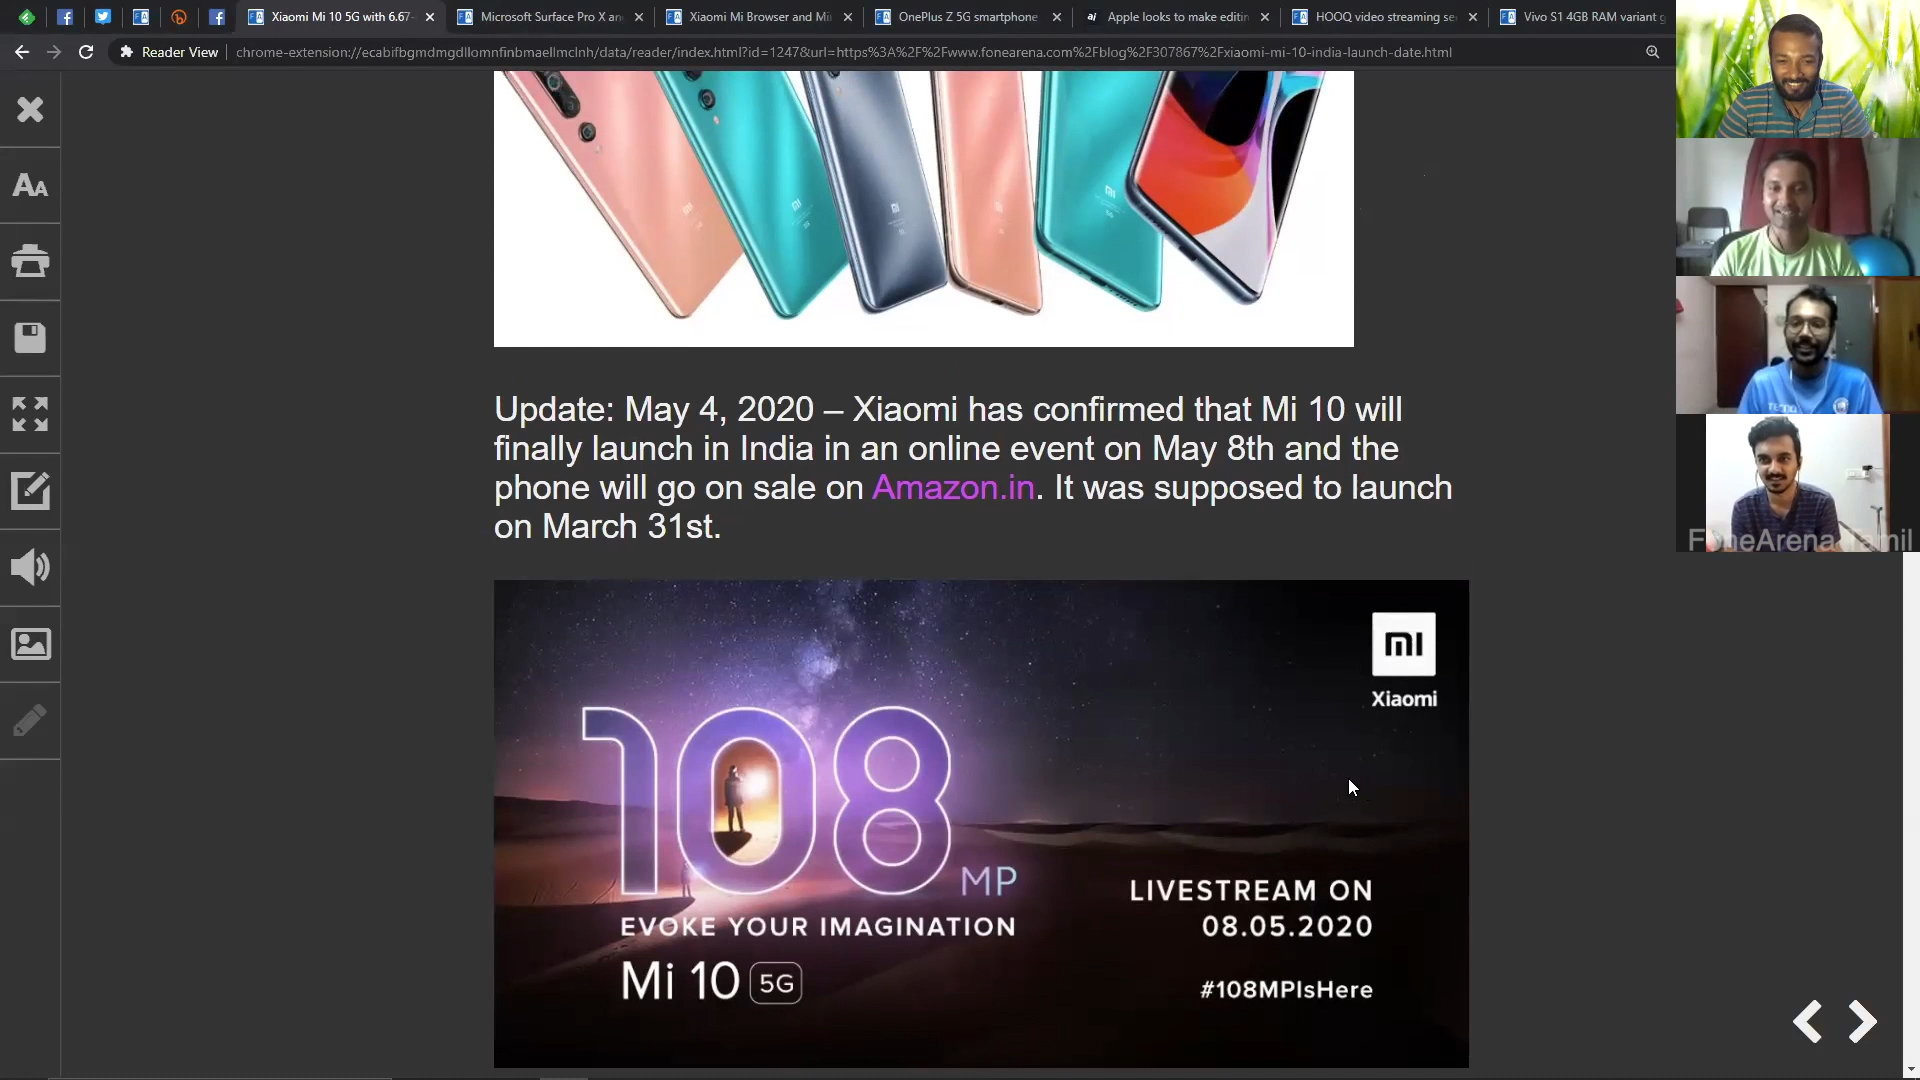 Xiaomi Mi 10 5G with 6.67-
Microsoft Surface Pro X an
Xiaomi Mi Browser and Mi
OnePlus Z 5G smartphone
Apple looks to make editin
HOOQ video streaming se
Vivo S1 4GB RAM variant g
Reader View
chrome-extension://ecabifbgmdmgdllomnfinbmaellmclnh/data/reader/index.html?id=1247&url=https%3A%2F%2Fwww.fonearena.com%2Fblog%2F307867%2Fxiaomi-mi-10-india-launch-date.html
AA
Update: May 4, 2020 – Xiaomi has confirmed that Mi 10 will
finally launch in India in an online event on May 8th and the
phone will go on sale on Amazon.in. It was supposed to launch
on March 31st.
FoneArena Tamil
mi
Xiaomi
108 MP
EVOKE YOUR IMAGINATION
Mi 10 5G
LIVESTREAM ON
08.05.2020
#108MPIsHere